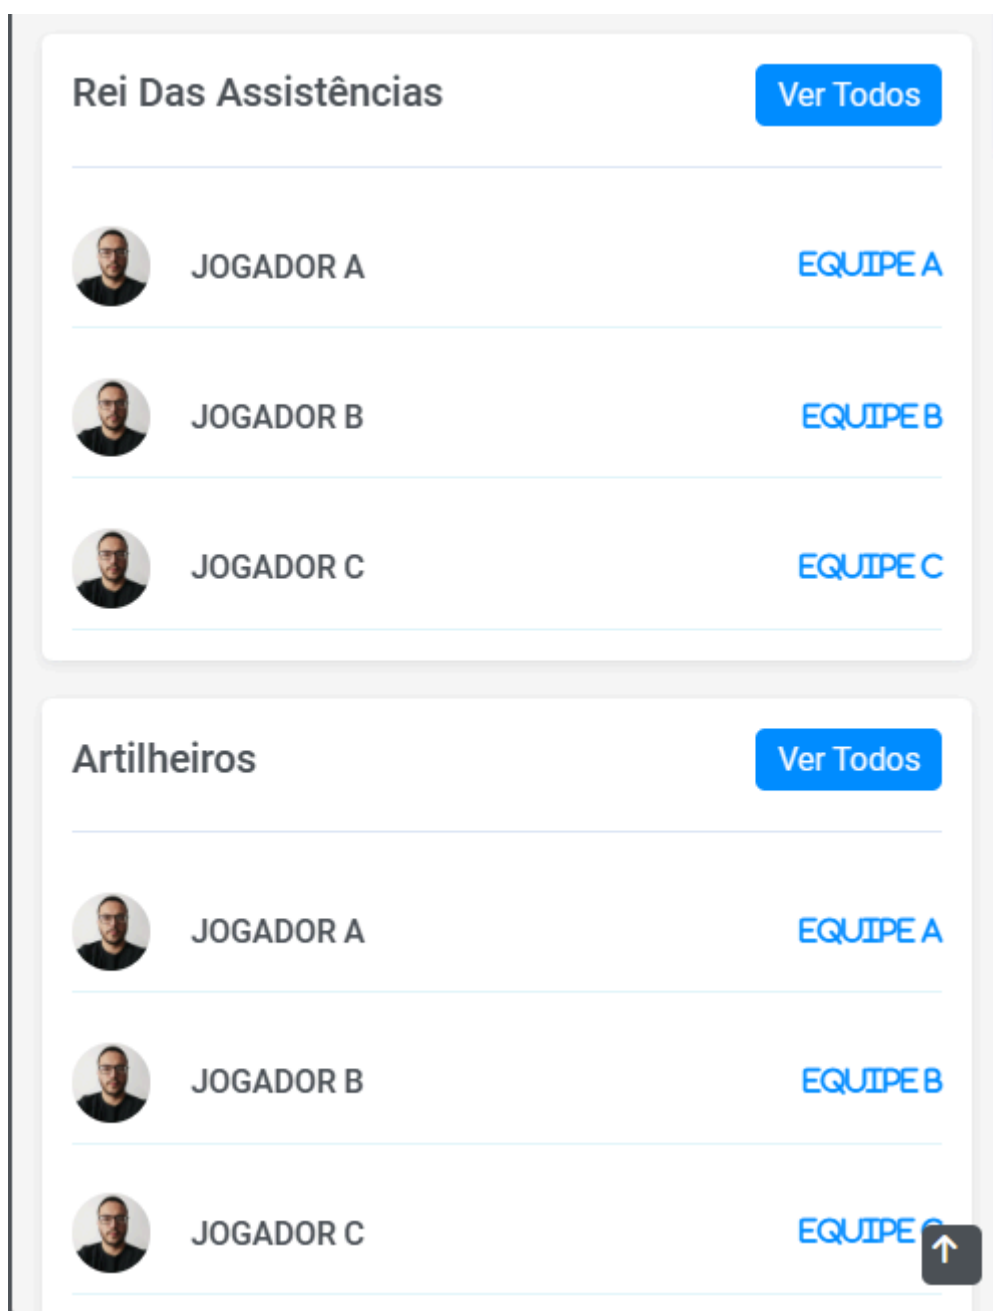 Rei Das Assistências
Ver Todos
JOGADOR A
EQUIPE A
JOGADOR B
EQUIPE B
JOGADOR C
EQUIPE C
Artilheiros
Ver Todos
JOGADOR A
EQUIPE A
JOGADOR B
EQUIPE B
JOGADOR C
EQUIPE